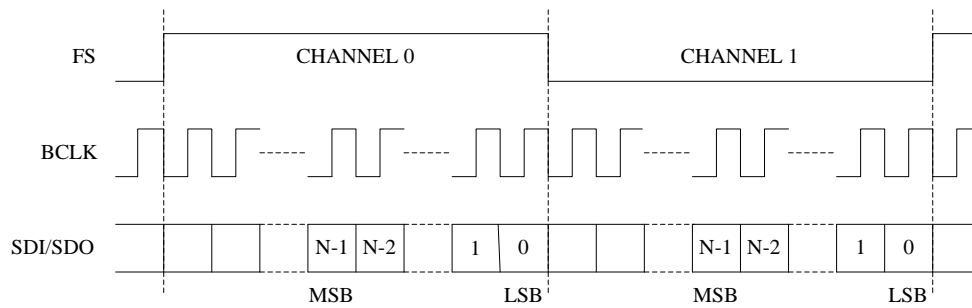 FS CHANNEL 0 CHANNEL 1
BCLK
SDI/SDO N-1 N-2 1 0 N-1 N-2 1 0
MSB LSB MSB LSB